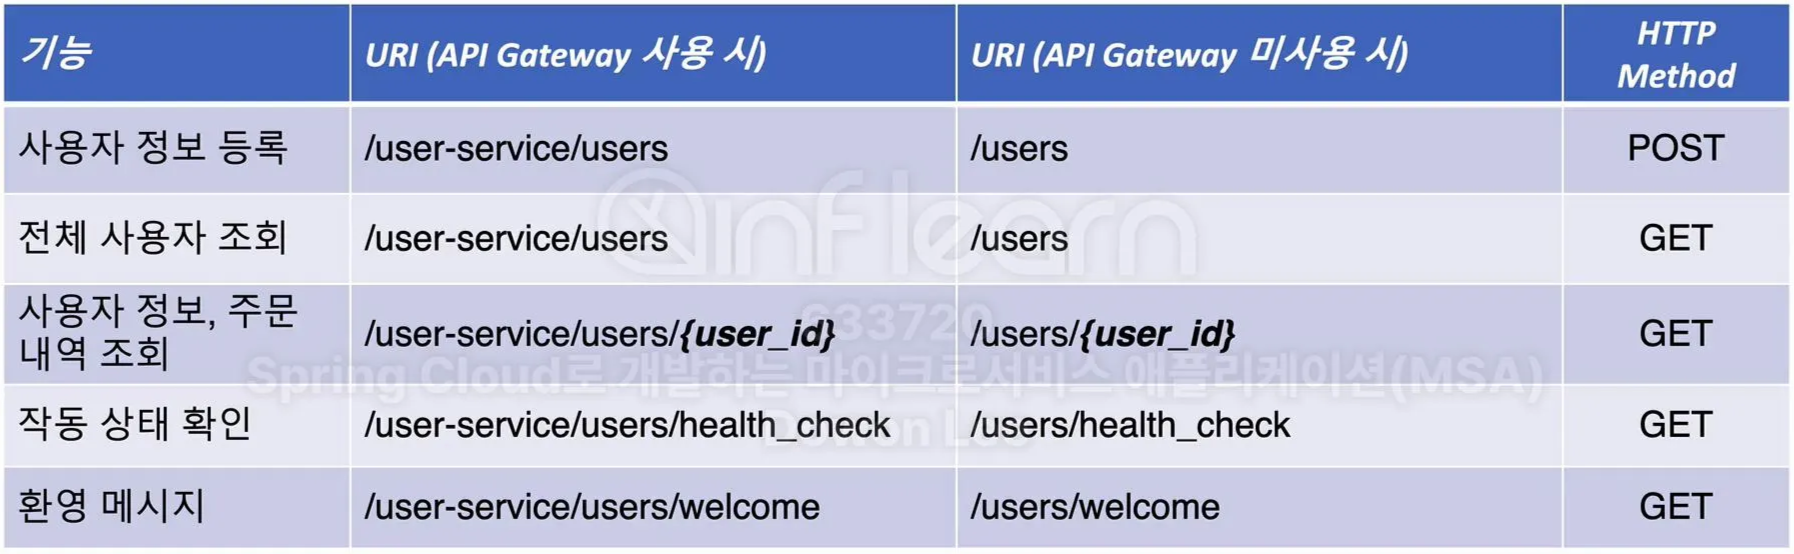 기능 URI (API Gateway 사용 시) URI (API Gateway 미사용 시) HTTP Method
사용자 정보 등록 /user-service/users /users POST
전체 사용자 조회 /user-service/users /users GET
사용자 정보, 주문
내역 조회 /user-service/users/{user_id} /users/{user_id} GET
작동 상태 확인 /user-service/users/health_check /users/health_check GET
환영 메시지 /user-service/users/welcome /users/welcome GET
inflearn
633720
Spring Cloud로 개발하는 마이크로서비스 애플리케이션(MSA)